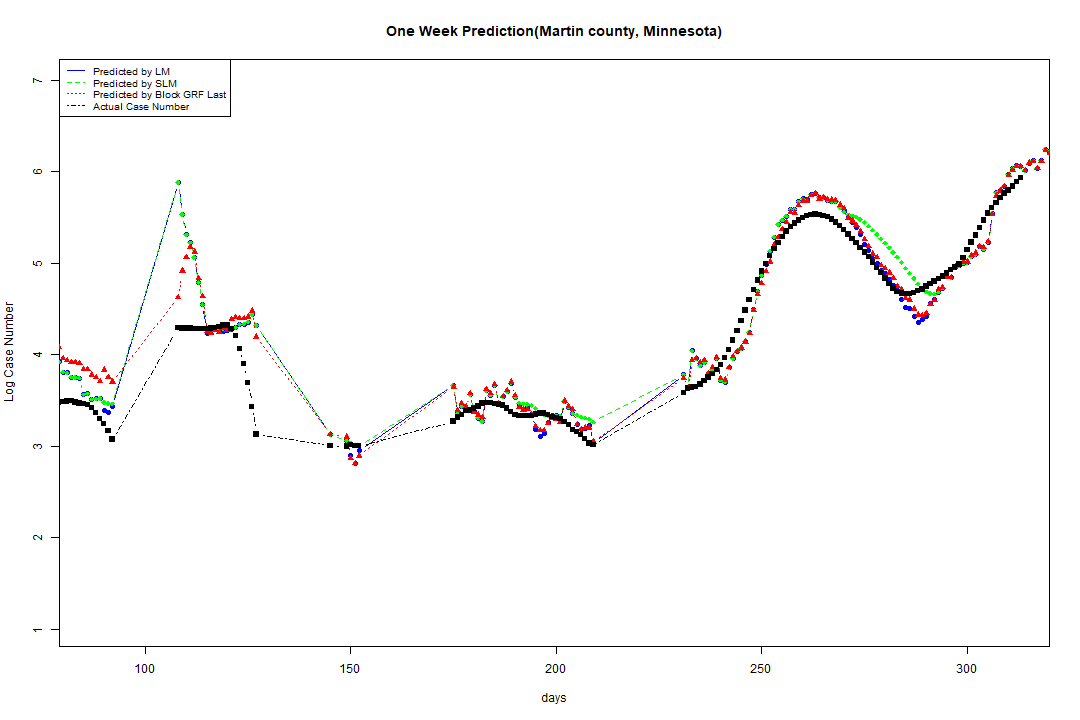 One Week Prediction(Martin county, Minnesota)
Predicted by LM
Predicted by SLM
Predicted by Block GRF Last
Actual Case Number
7
6
5
4
3
2
1
Log Case Number
100 150 200 250 300
days